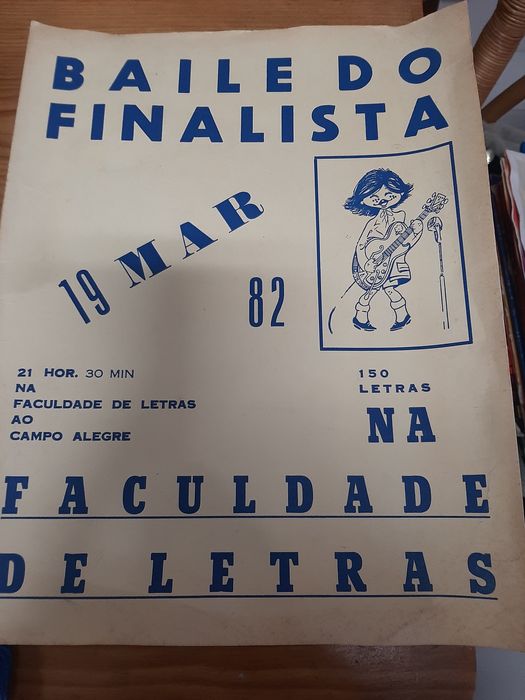 BAILE DO
FINALISTA
19 MAR 82
21 HOR. 30 MIN
NA
FACULDADE DE LETRAS
AO
CAMPO ALEGRE
150
LETRAS
NA
FACULDADE
DE LETRAS